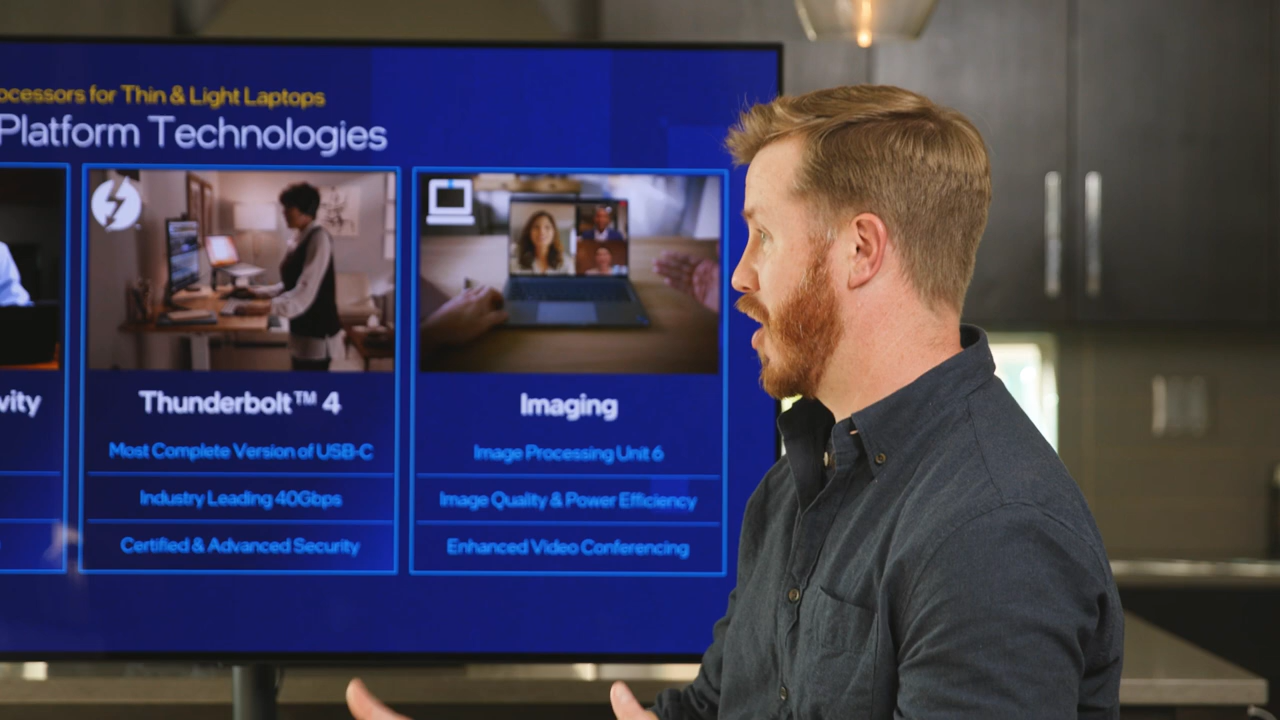 ocessors for Thin & Light Laptops
Platform Technologies
vity
Thunderbolt™ 4
Most Complete Version of USB-C
Industry Leading 40Gbps
Certified & Advanced Security
Imaging
Image Processing Unit 6
Image Quality & Power Efficiency
Enhanced Video Conferencing